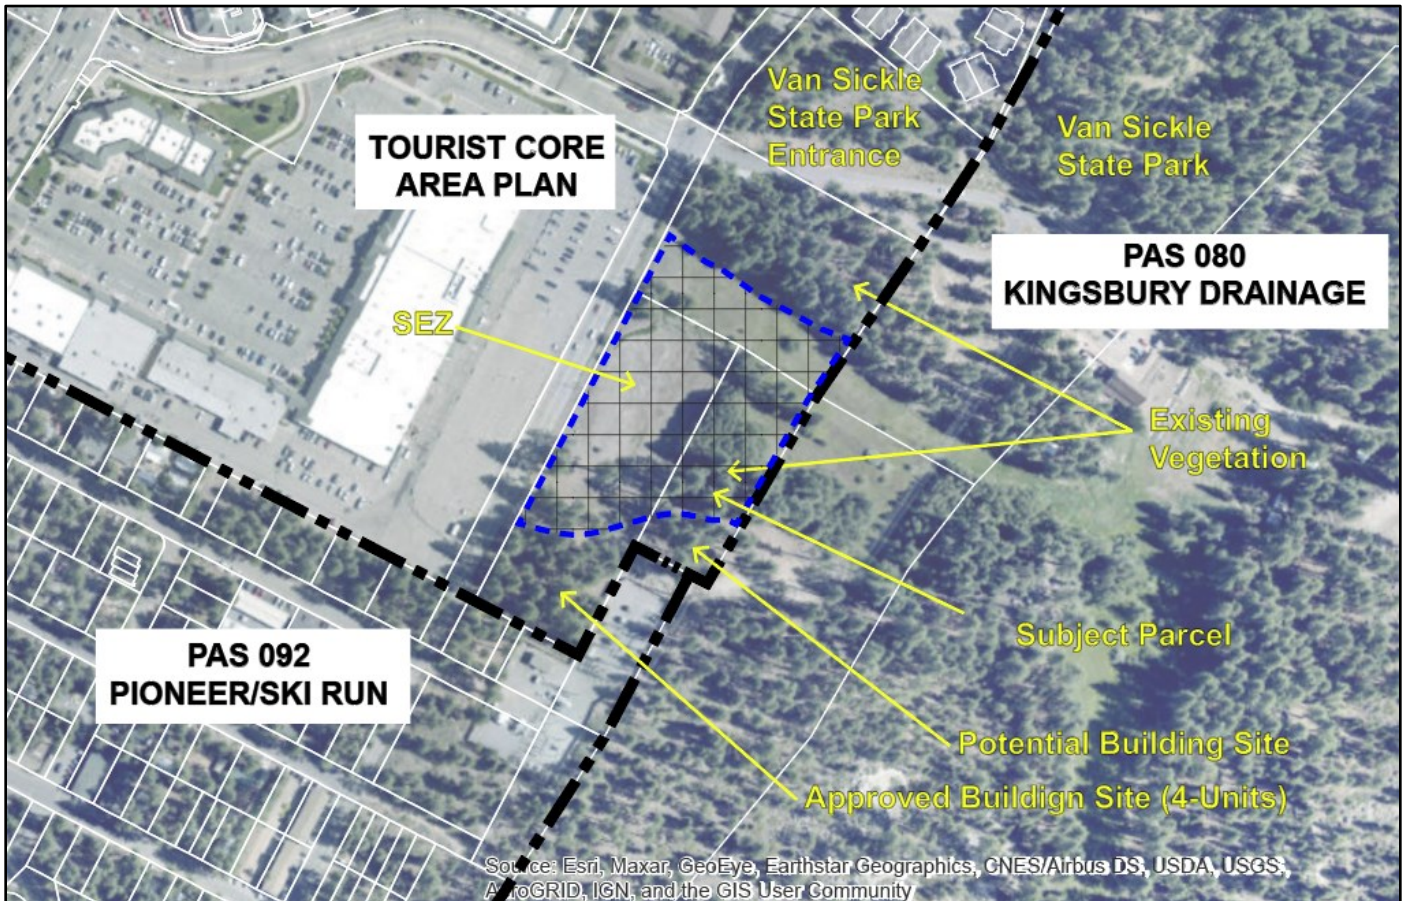 Van Sickle
State Park
Entrance
Van Sickle
State Park
TOURIST CORE
AREA PLAN
PAS 080
KINGSBURY DRAINAGE
SEZ
Existing
Vegetation
Subject Parcel
PAS 092
PIONEER/SKI RUN
Potential Building Site
Approved Buildign Site (4-Units)
Source: Esri, Maxar, GeoEye, Earthstar Geographics, CNES/Airbus DS, USDA, USGS,
AeroGRID, IGN, and the GIS User Community